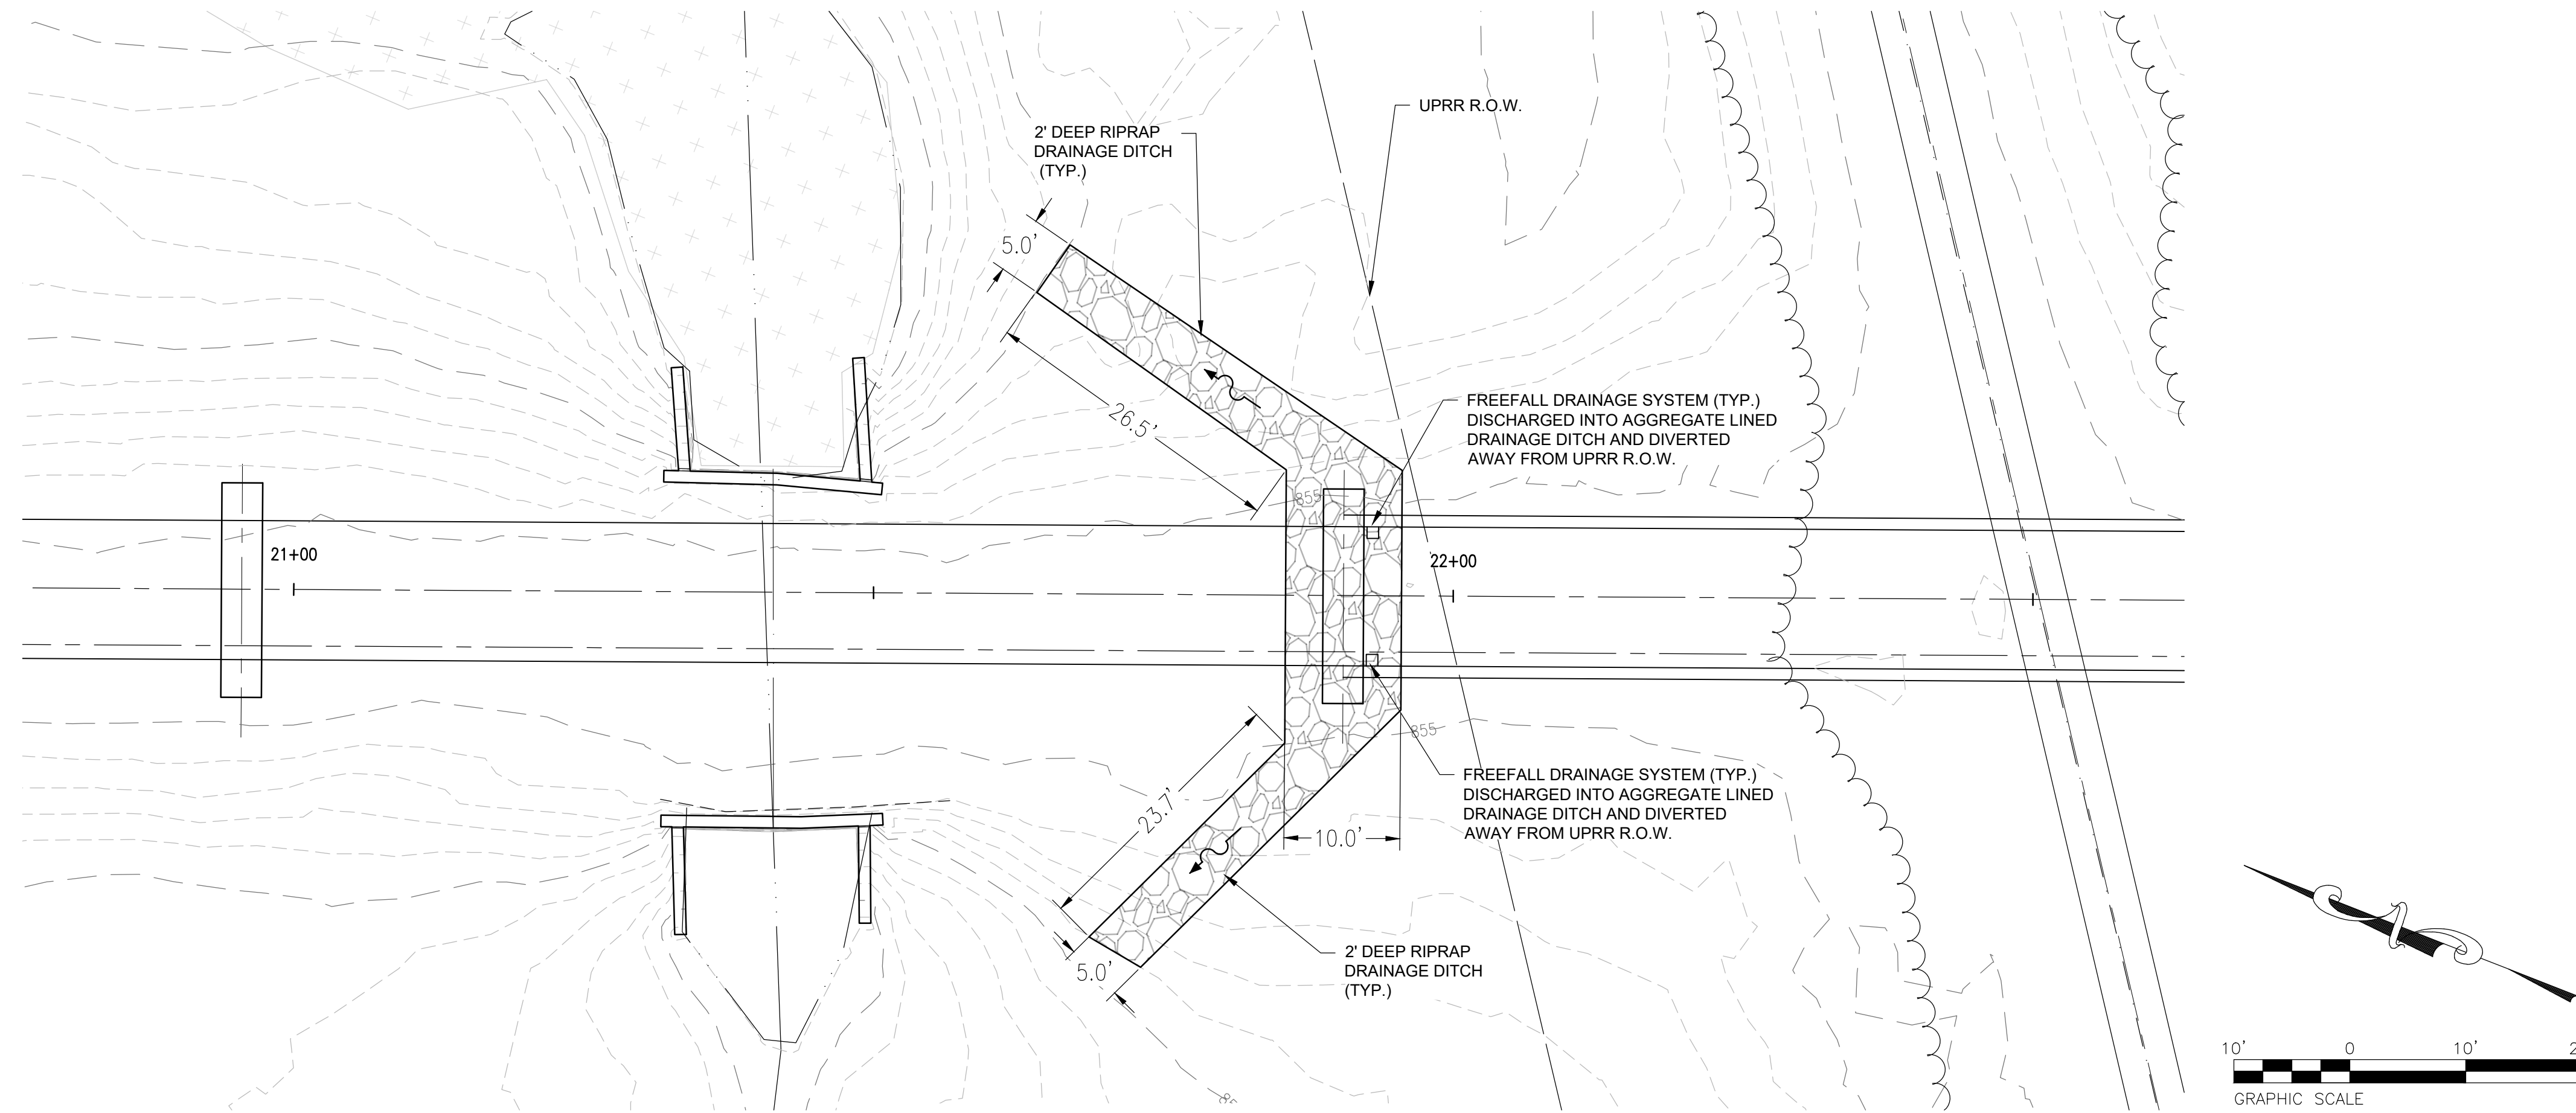 UPRR R.O.W.
2' DEEP RIPRAP
DRAINAGE DITCH
(TYP.)
5.0'
26.5'
FREEFALL DRAINAGE SYSTEM (TYP.)
DISCHARGED INTO AGGREGATE LINED
DRAINAGE DITCH AND DIVERTED
AWAY FROM UPRR R.O.W.
855
21+00
22+00
855
23.7'
10.0'
FREEFALL DRAINAGE SYSTEM (TYP.)
DISCHARGED INTO AGGREGATE LINED
DRAINAGE DITCH AND DIVERTED
AWAY FROM UPRR R.O.W.
5.0'
2' DEEP RIPRAP
DRAINAGE DITCH
(TYP.)
10' 0 10'
GRAPHIC SCALE